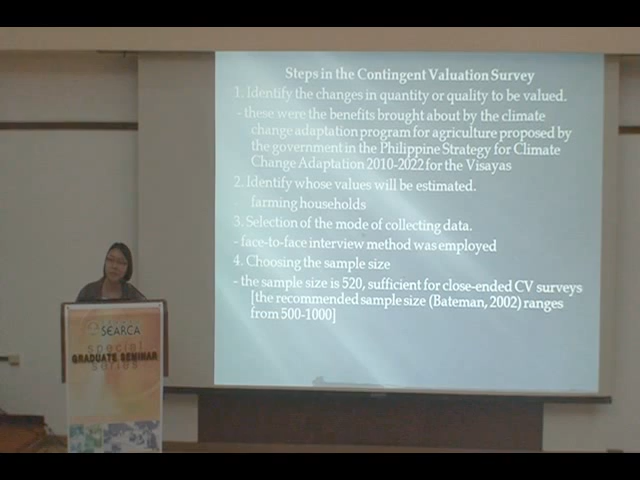 Steps in the Contingent Valuation Survey
1. Identify the changes in quantity or quality to be valued.
- these were the benefits brought about by the climate
change adaptation program for agriculture proposed by
the government in the Philippine Strategy for Climate
Change Adaptation 2010-2022 for the Visayas
2. Identify whose values will be estimated.
- farming households
3. Selection of the mode of collecting data.
- face-to-face interview method was employed
4. Choosing the sample size
- the sample size is 520, sufficient for close-ended CV surveys
[the recommended sample size (Bateman, 2002) ranges
from 500-1000]
SEARCA
special
GRADUATE SEMINAR
series